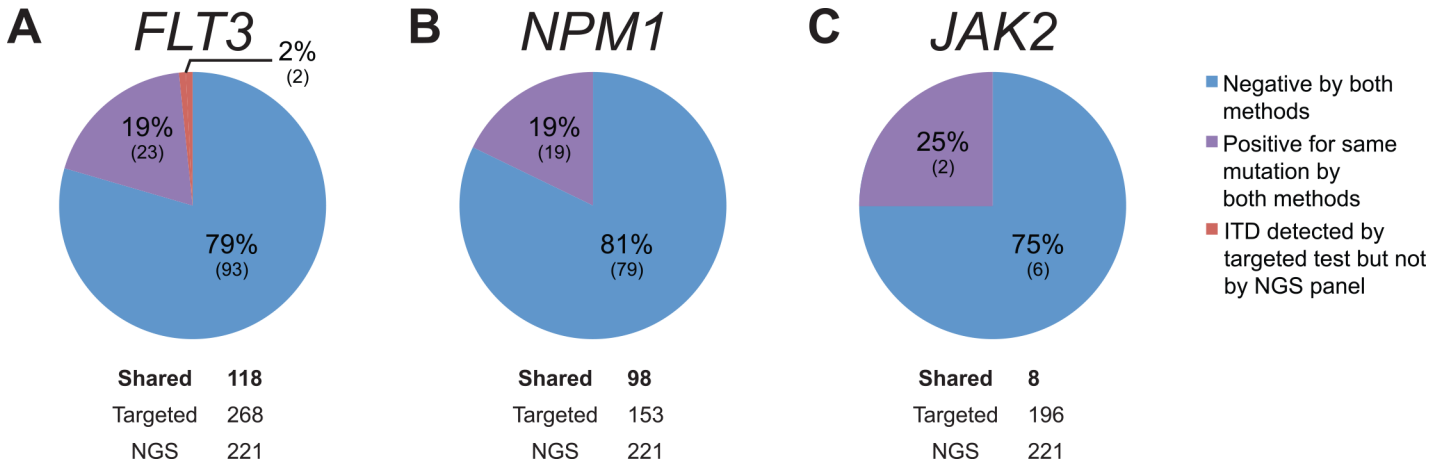 A FLT3
2%
(2)
19%
(23)
79%
(93)
Shared 118
Targeted 268
NGS 221
B NPM1
19%
(19)
81%
(79)
Shared 98
Targeted 153
NGS 221
C JAK2
25%
(2)
75%
(6)
Shared 8
Targeted 196
NGS 221
Negative by both
methods
Positive for same
mutation by
both methods
ITD detected by
targeted test but not
by NGS panel